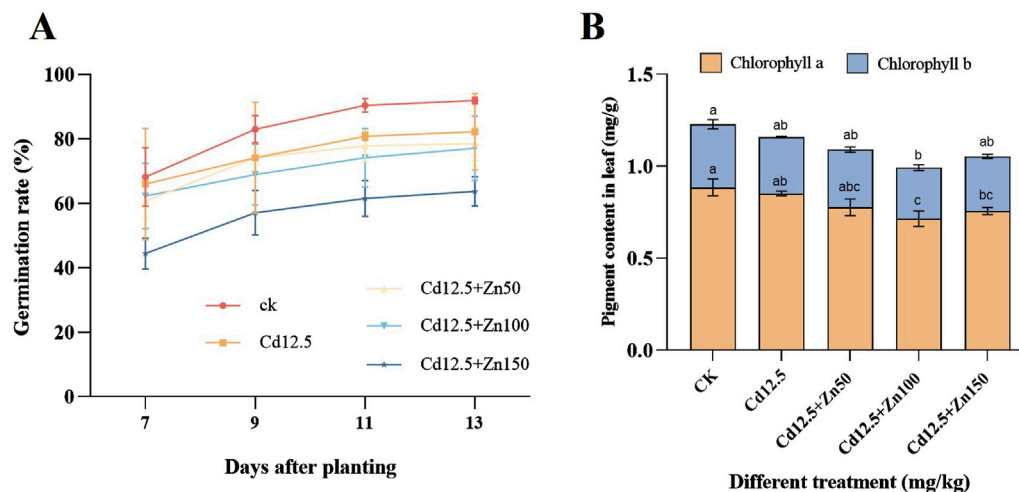 A
Germination rate (%)
100
80
60
40
20
0
7
9
11
13
Days after planting
ck
Cd12.5
Cd12.5+Zn50
Cd12.5+Zn100
Cd12.5+Zn150
B
Chlorophyll a
Chlorophyll b
Pigment content in leaf (mg/g)
1.5
1.0
0.5
0.0
a
ab
ab
b
ab
a
ab
abc
c
bc
CK
Cd12.5
Cd12.5+Zn50
Cd12.5+Zn100
Cd12.5+Zn150
Different treatment (mg/kg)